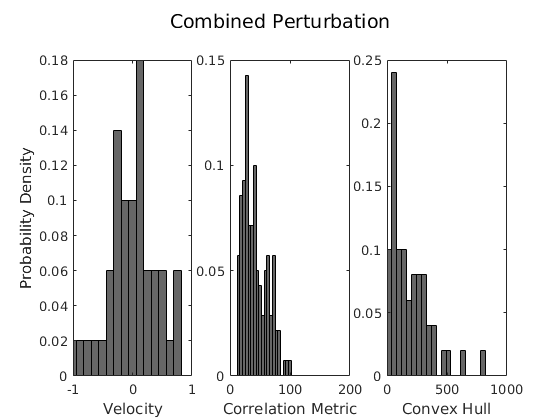 Combined Perturbation
Probability Density
0.18
0.16
0.14
0.12
0.1
0.08
0.06
0.04
0.02
0
-1 0 1
Velocity
0.15
0.1
0.05
0
0 100 200
Correlation Metric
0.25
0.2
0.15
0.1
0.05
0
0 500 1000
Convex Hull